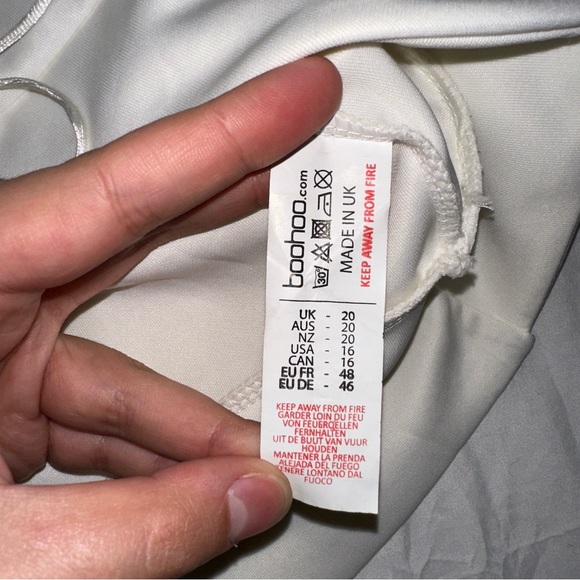 boohoo.com
30°
MADE IN UK
KEEP AWAY FROM FIRE
UK - 20
AUS - 20
NZ - 20
USA - 16
CAN - 16
EU FR - 48
EU DE - 46
KEEP AWAY FROM FIRE
GARDER LOIN DU FEU
VON FEUEROELLEN
FERNHALTEN
UIT DE BUUT VAN VUUR
HOUDEN
MANTENER LA PRENDA
ALEJADA DEL FUEGO
TENERE LONTANO DAL
FUOCO